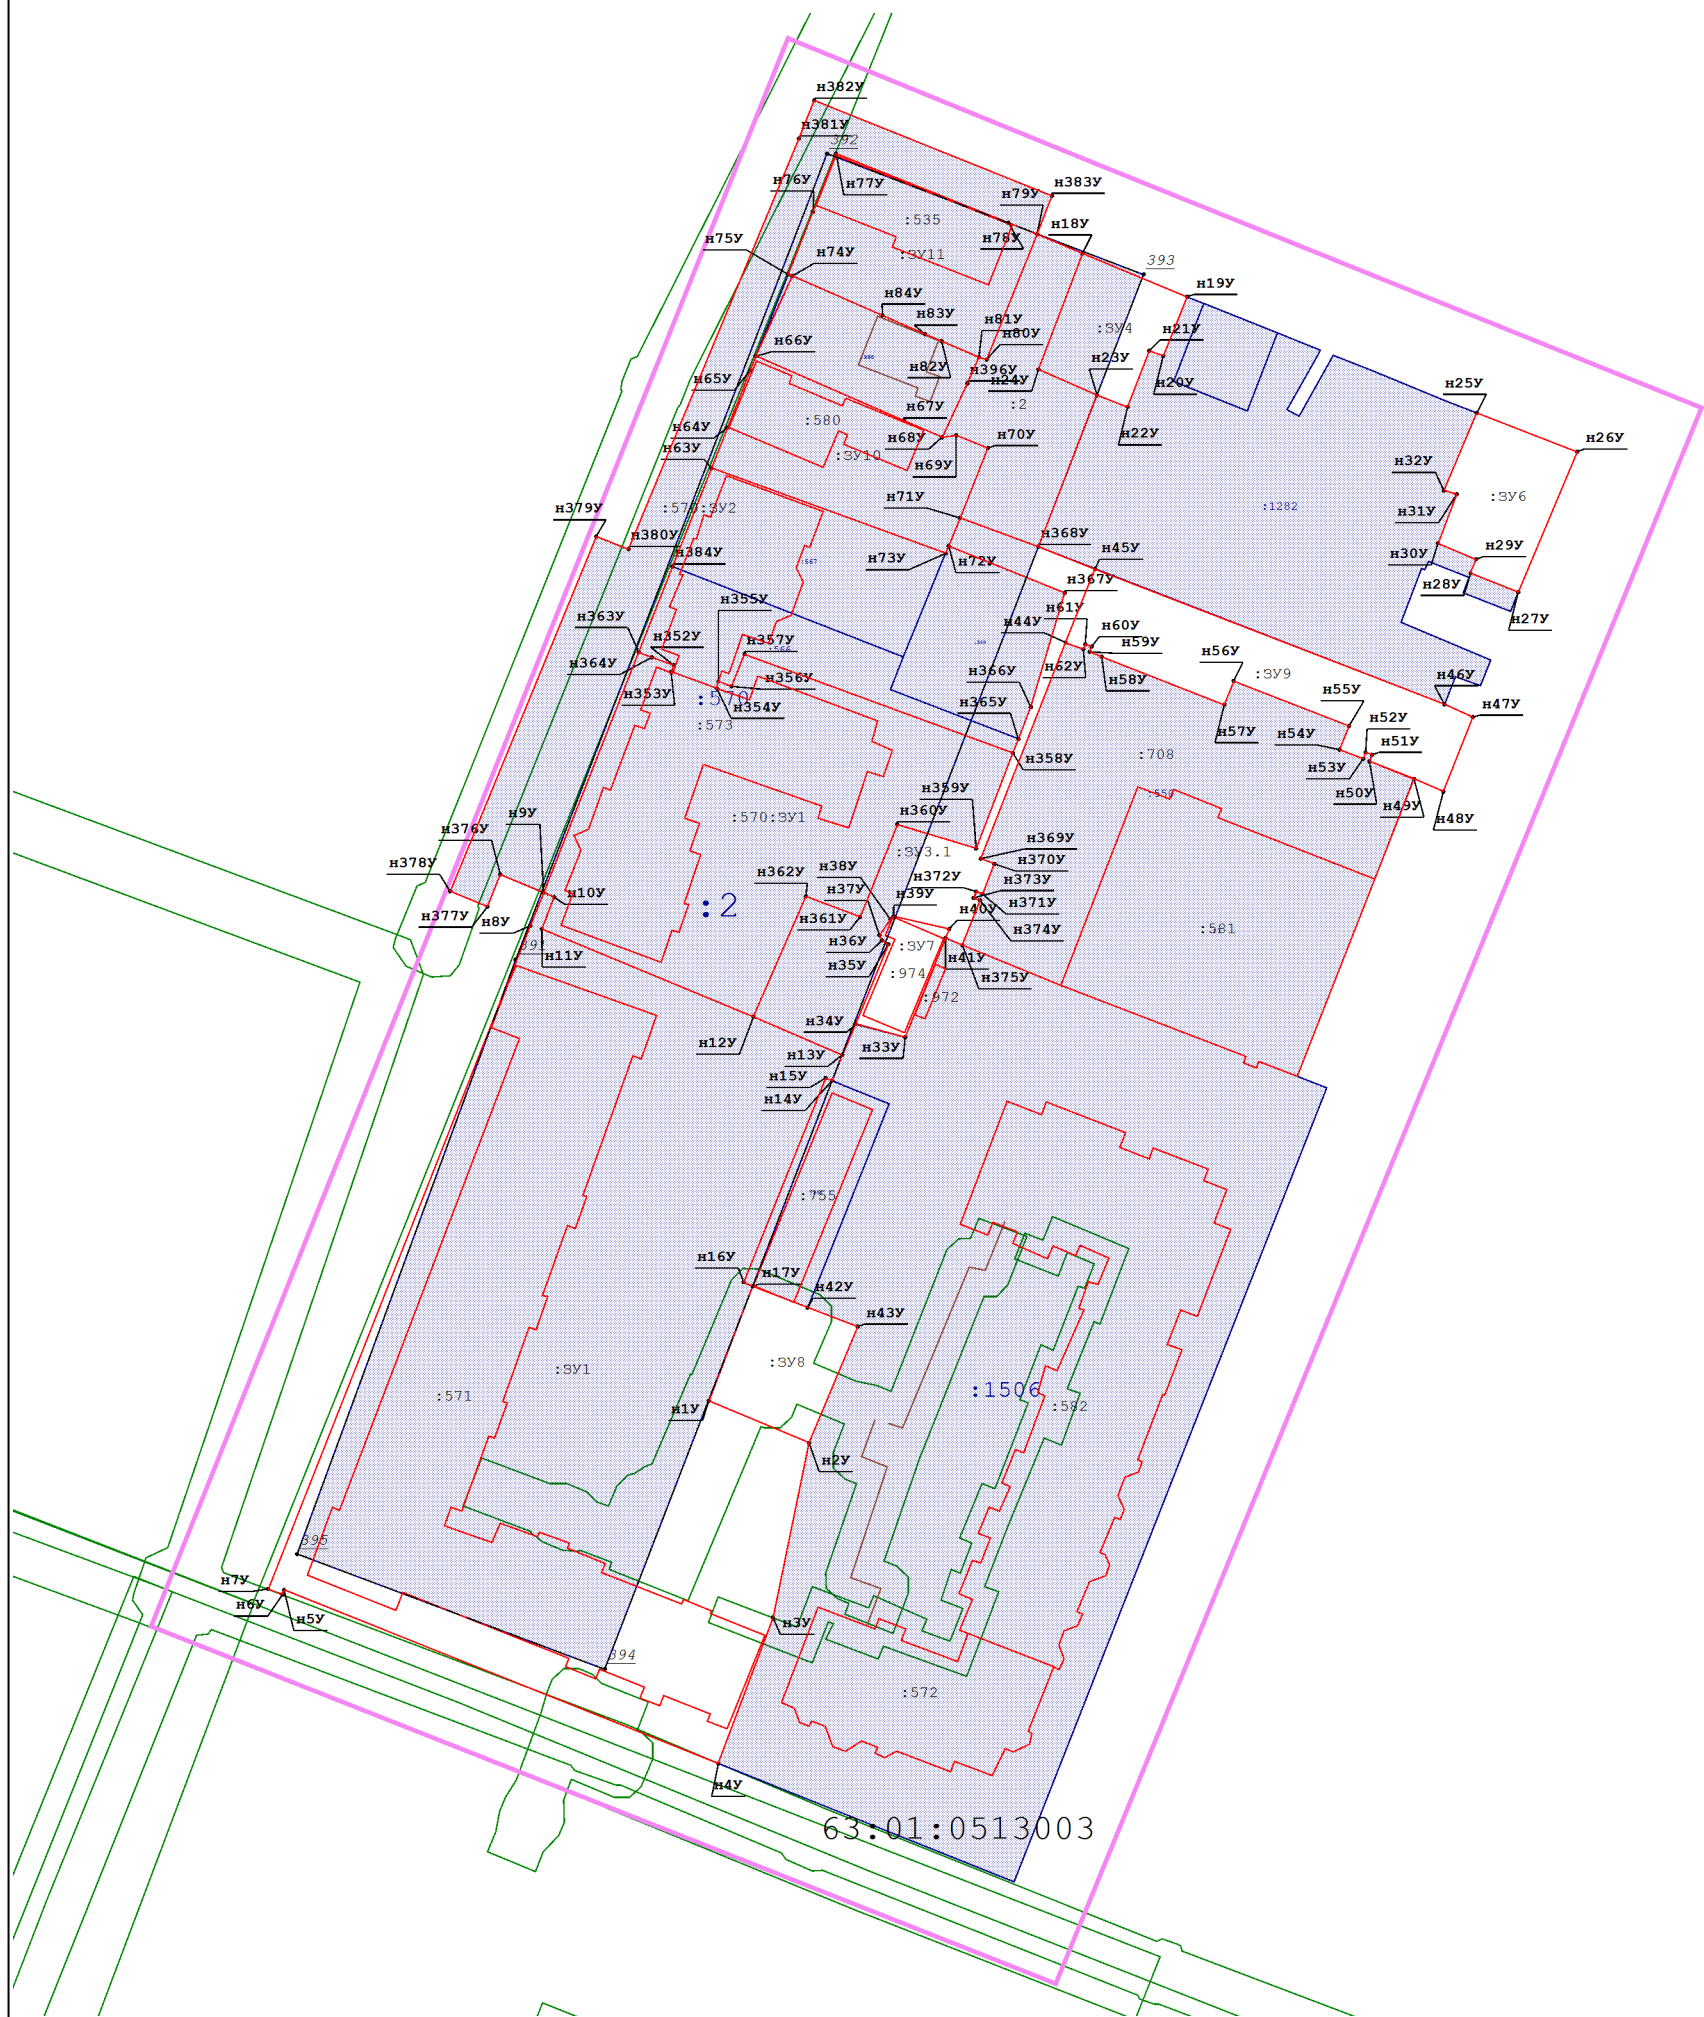 н382У
н381У
392
н76У
н77У
н383У
н79У
:535
н18У
н75У
н74У
:ЗУ11
н78У
393
н19У
н84У
н83У
н81У
н80У
:ЗУ4
н21У
н66У
н82У
н396У
н23У
н65У
н24У
н20У
н25У
н67У
:2
:580
н64У
н68У
н70У
н22У
н26У
н63У
:ЗУ10
н69У
н32У
н71У
:ЗУ6
:570:ЗУ2
:1282
н31У
н379У
н380У
н368У
н384У
н73У
н72У
н45У
н30У
н29У
:567
н367У
н28У
н355У
н61У
н27У
н363У
н44У
н60У
н352У
н357У
н59У
:566
н56У
н364У
н62У
н366У
н58У
:ЗУ9
н46У
н353У
н356У
:570
н354У
н365У
н55У
:573
н57У
н52У
н47У
н54У
н51У
н358У
:708
н53У
н359У
:550
н50У
н9У
н360У
н49У
н48У
:570:ЗУ1
н376У
н369У
:ЗУ3.1
н378У
н362У
н38У
н370У
н37У
н372У
н373У
н10У
:2
н39У
н371У
н377У
н8У
н361У
н40У
н374У
:581
н36У
391
н11У
:ЗУ7
н35У
н41У
:974
н375У
:972
н34У
н12У
н33У
н13У
н15У
н14У
:755
н16У
н17У
н42У
н43У
:ЗУ8
:ЗУ1
:571
:1506
н1У
:582
н2У
395
н7У
н6У
н5У
н3У
394
:572
н4У
63:01:0513003